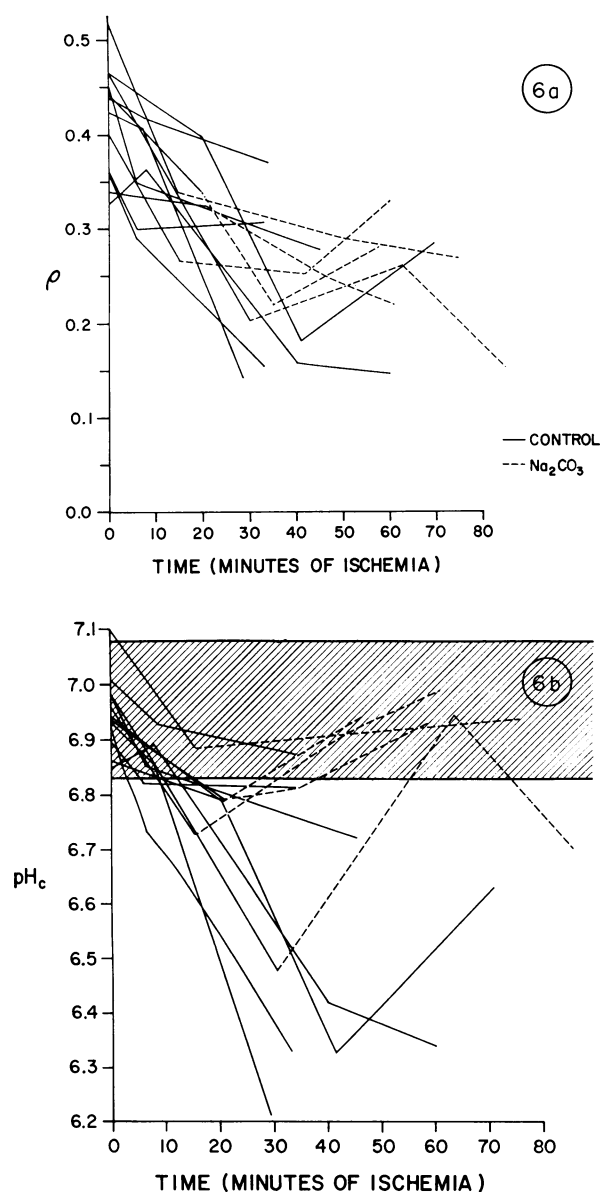 6a
0.5
0.4
0.3
ρ
0.2
0.1
0.0
CONTROL
Na₂CO₃
0 10 20 30 40 50 60 70 80
TIME (MINUTES OF ISCHEMIA)
6b
7.1
7.0
6.9
6.8
6.7
pHc
6.6
6.5
6.4
6.3
6.2
0 10 20 30 40 50 60 70 80
TIME (MINUTES OF ISCHEMIA)